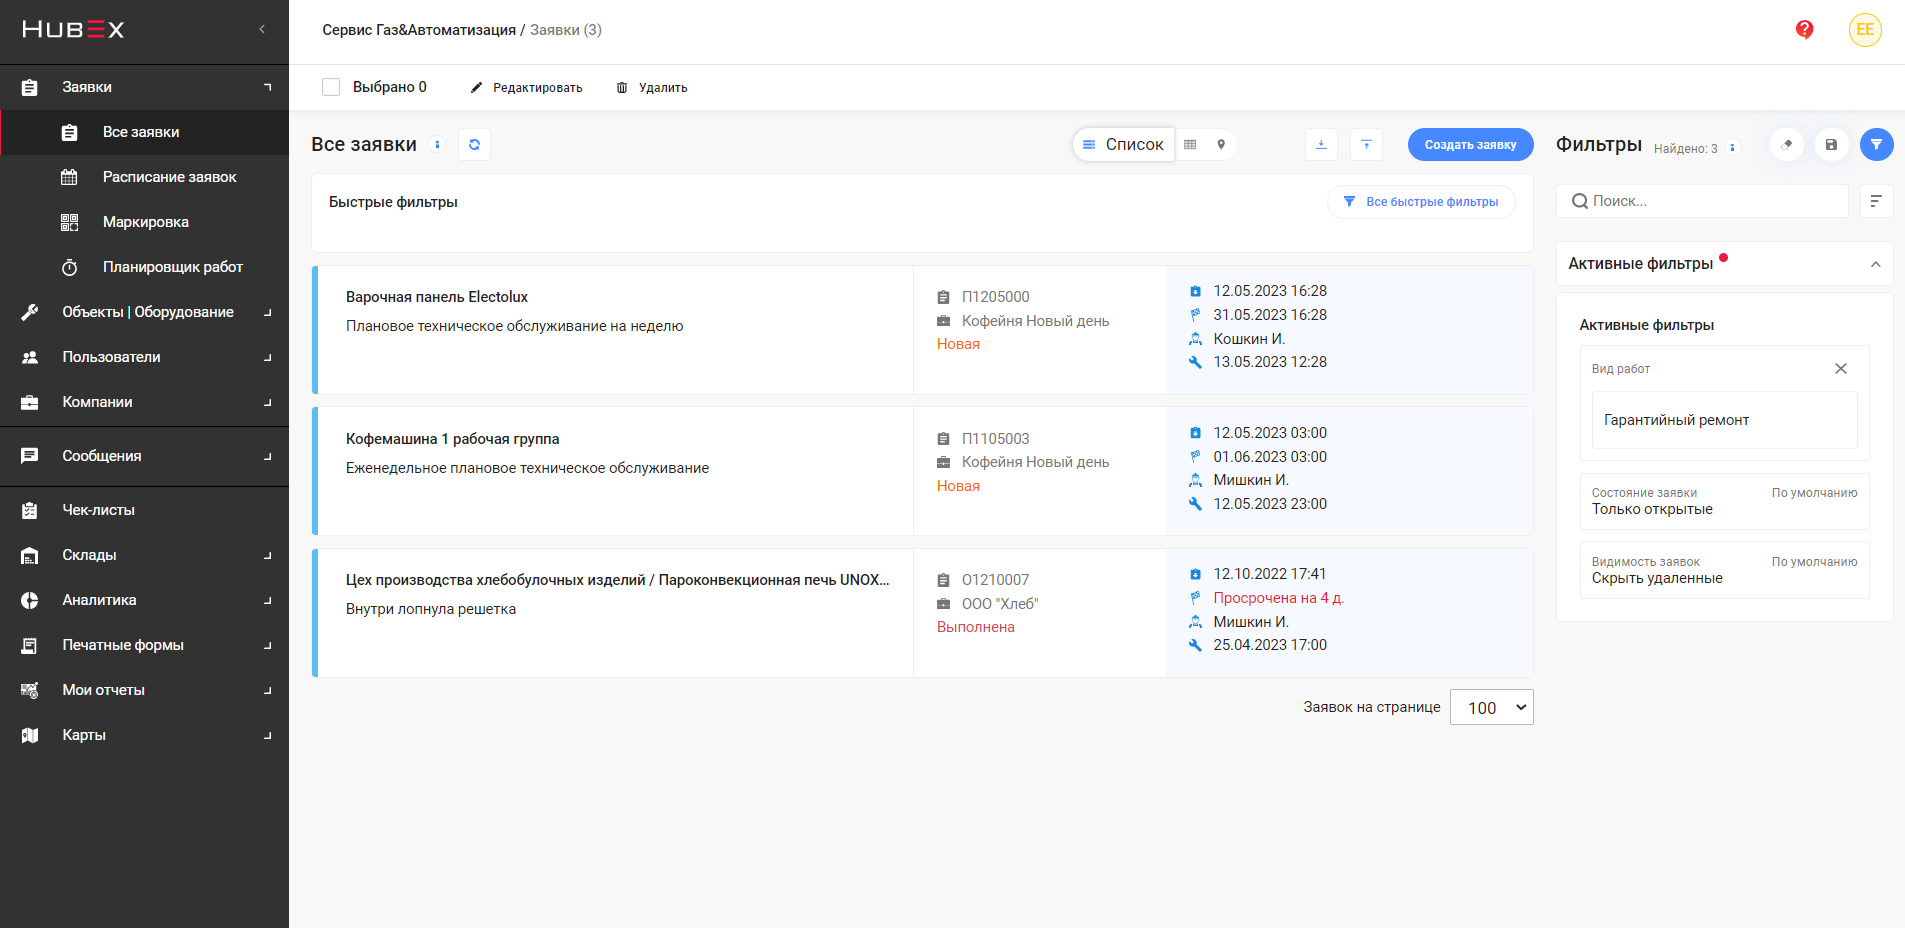 HUBEX
Сервис Газ&Автоматизация / Заявки (3)
EE
Выбрано 0
Редактировать
Удалить
Заявки
Все заявки
Расписание заявок
Маркировка
Планировщик работ
Объекты | Оборудование
Пользователи
Компании
Сообщения
Чек-листы
Склады
Аналитика
Печатные формы
Мои отчеты
Карты
Все заявки
Список
Создать заявку
Быстрые фильтры
Все быстрые фильтры
Варочная панель Electolux
Плановое техническое обслуживание на неделю
П1205000
Кофейня Новый день
Новая
12.05.2023 16:28
31.05.2023 16:28
Кошкин И.
13.05.2023 12:28
Кофемашина 1 рабочая группа
Еженедельное плановое техническое обслуживание
П1105003
Кофейня Новый день
Новая
12.05.2023 03:00
01.06.2023 03:00
Мишкин И.
12.05.2023 23:00
Цех производства хлебобулочных изделий / Пароконвекционная печь UNOX...
Внутри лопнула решетка
О1210007
ООО "Хлеб"
Выполнена
12.10.2022 17:41
Просрочена на 4 д.
Мишкин И.
25.04.2023 17:00
Заявок на странице 100
Фильтры Найдено: 3
Поиск...
Активные фильтры
Активные фильтры
Вид работ
Гарантийный ремонт
Состояние заявки По умолчанию
Только открытые
Видимость заявок По умолчанию
Скрыть удаленные